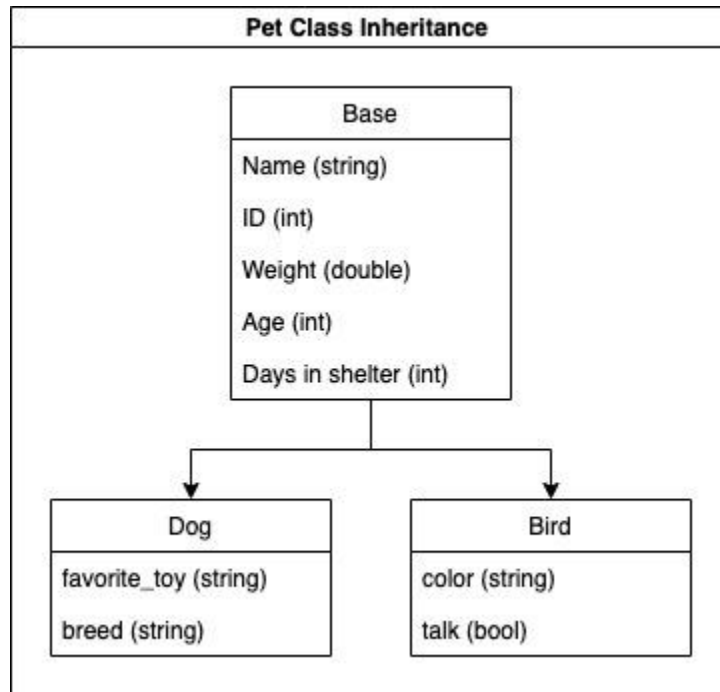 Pet Class Inheritance
Base
Name (string)
ID (int)
Weight (double)
Age (int)
Days in shelter (int)
Dog
favorite_toy (string)
breed (string)
Bird
color (string)
talk (bool)